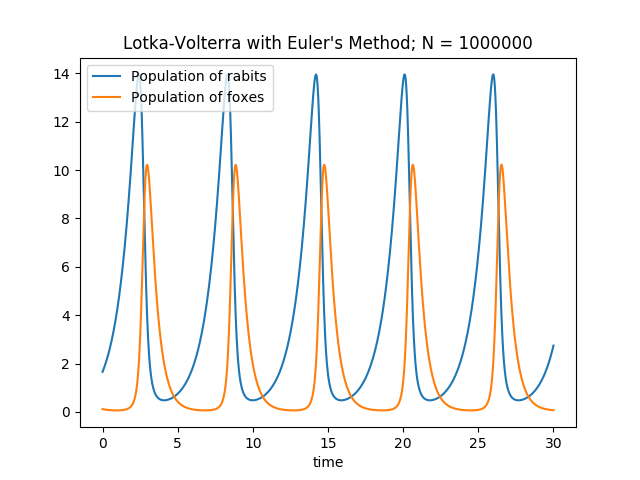 Lotka-Volterra with Euler's Method; N = 1000000
Population of rabits
Population of foxes
14
12
10
8
6
4
2
0
0 5 10 15 20 25 30
time